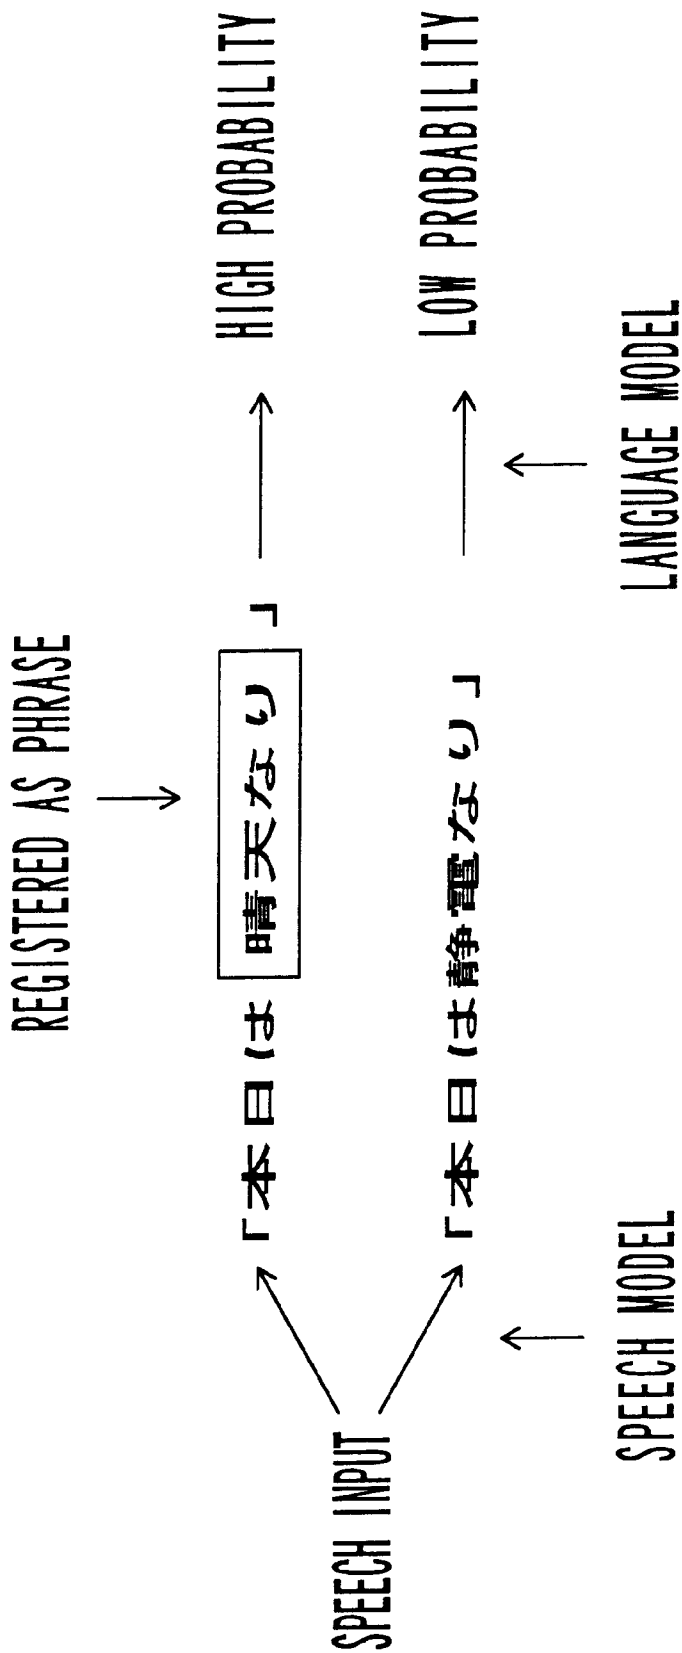 REGISTERED AS PHRASE
「本日は 晴天なり 」
HIGH PROBABILITY
SPEECH INPUT
「本日は静電なり」
LOW PROBABILITY
SPEECH MODEL
LANGUAGE MODEL